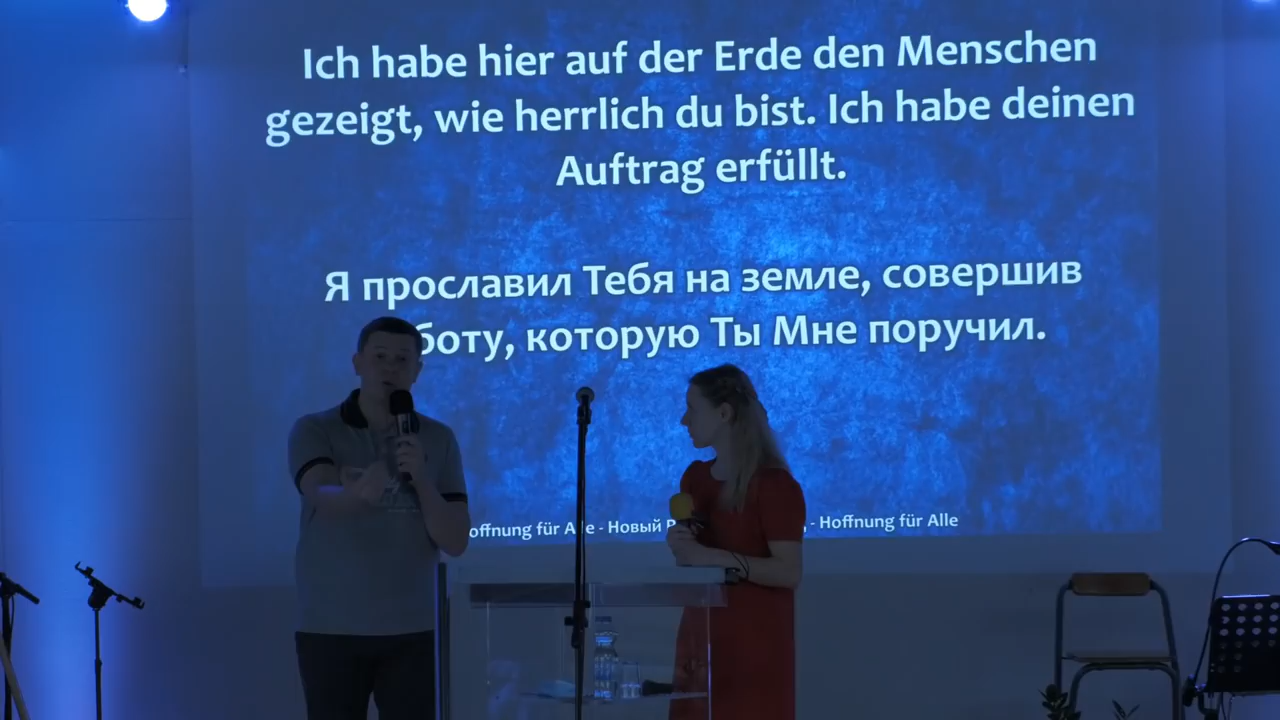 Ich habe hier auf der Erde den Menschen
gezeigt, wie herrlich du bist. Ich habe deinen
Auftrag erfüllt.
Я прославил Тебя на земле, совершив
которую Ты Мне поручил.
für - Новый - Hoffnung für Alle